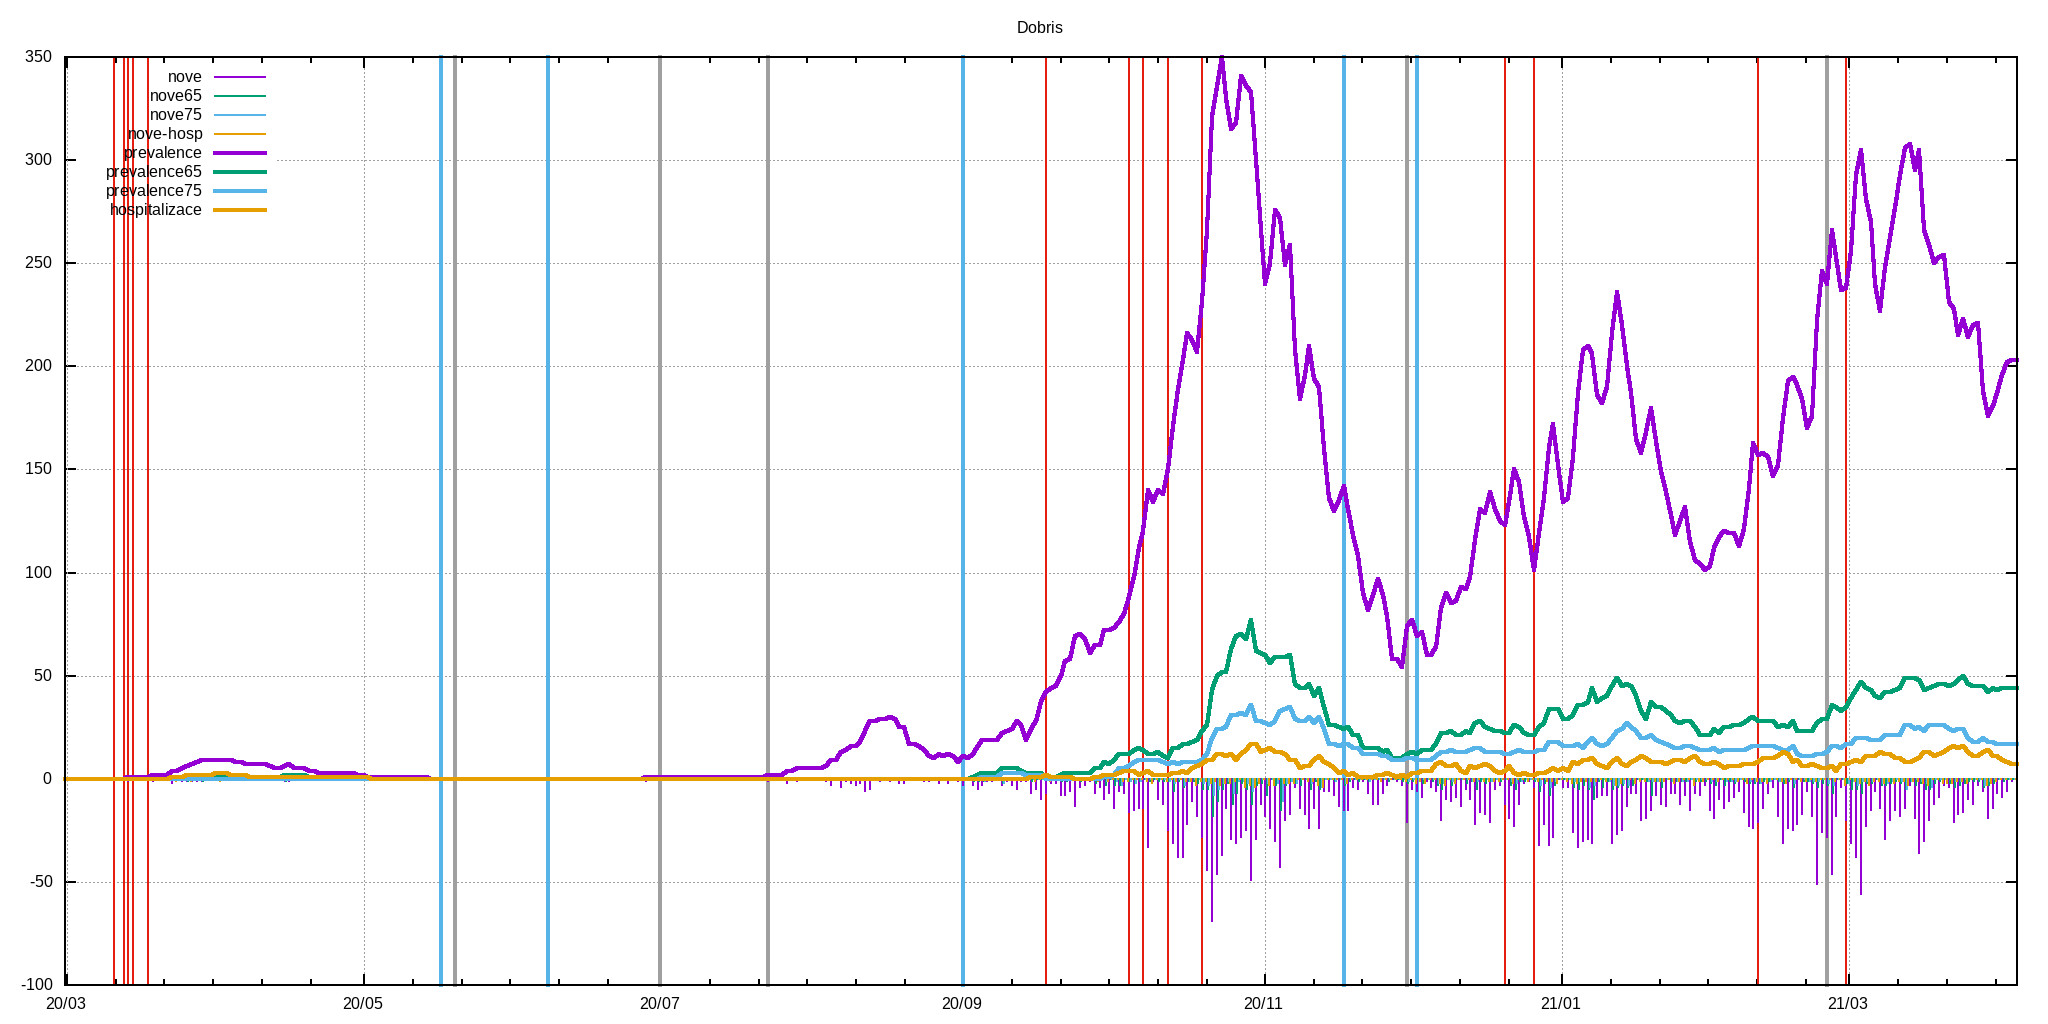 Dobris
350
300
250
200
150
100
50
0
-50
-100
nove
nove65
nove75
nove-hosp
prevalence
prevalence65
prevalence75
hospitalizace
20/03 20/05 20/07 20/09 20/11 21/01 21/03